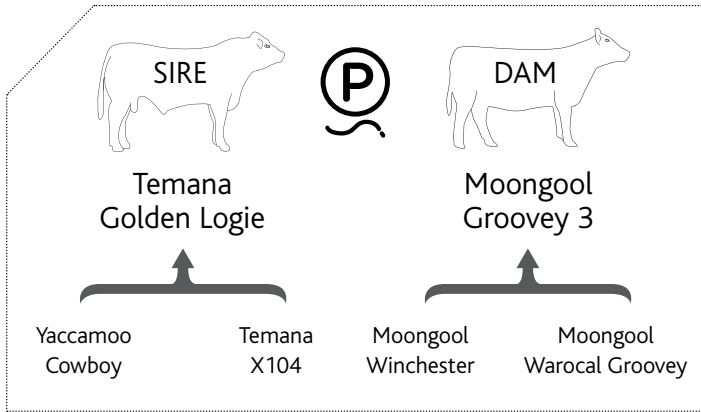 SIRE
P
DAM
Temana
Golden Logie
Moongool
Groovey 3
Yaccamoo
Cowboy
Temana
X104
Moongool
Winchester
Moongool
Warocal Groovey